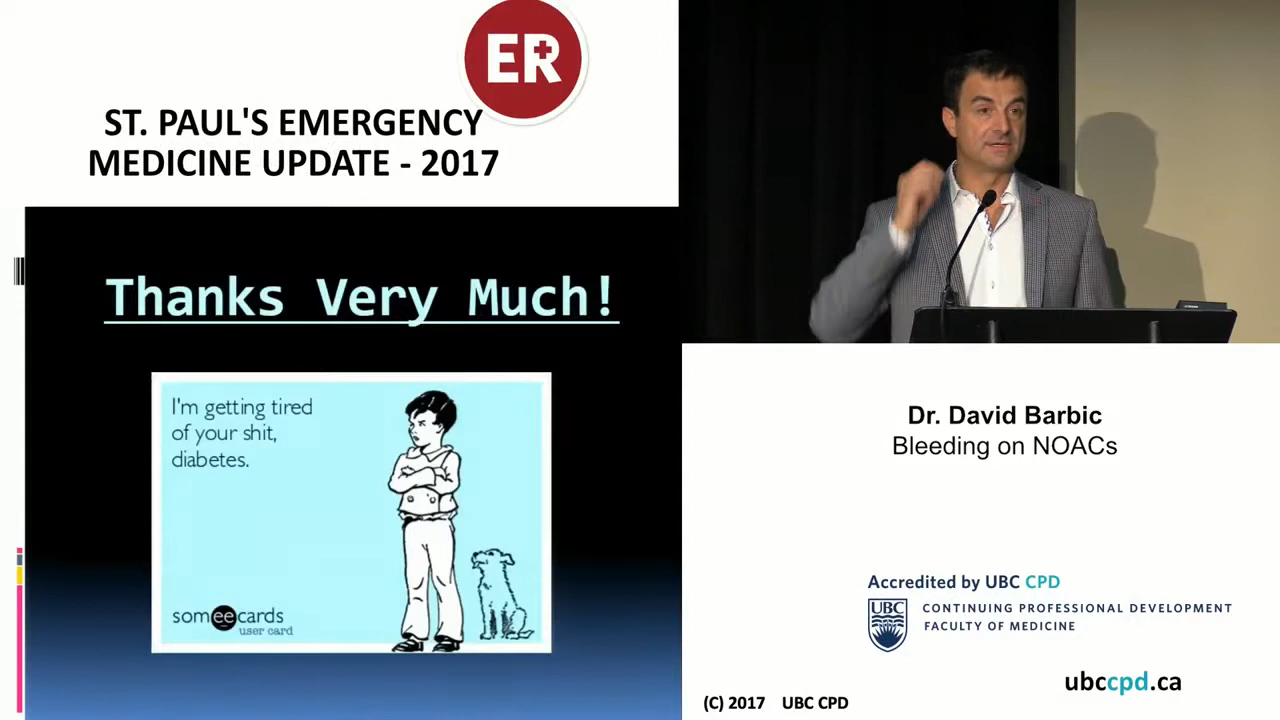 ER
ST. PAUL'S EMERGENCY
MEDICINE UPDATE - 2017
Thanks Very Much!
I'm getting tired
of your shit,
diabetes.
someecards
user card
Dr. David Barbic
Bleeding on NOACs
Accredited by UBC CPD
UBC
CONTINUING PROFESSIONAL DEVELOPMENT
FACULTY OF MEDICINE
ubccpd.ca
(C) 2017 UBC CPD